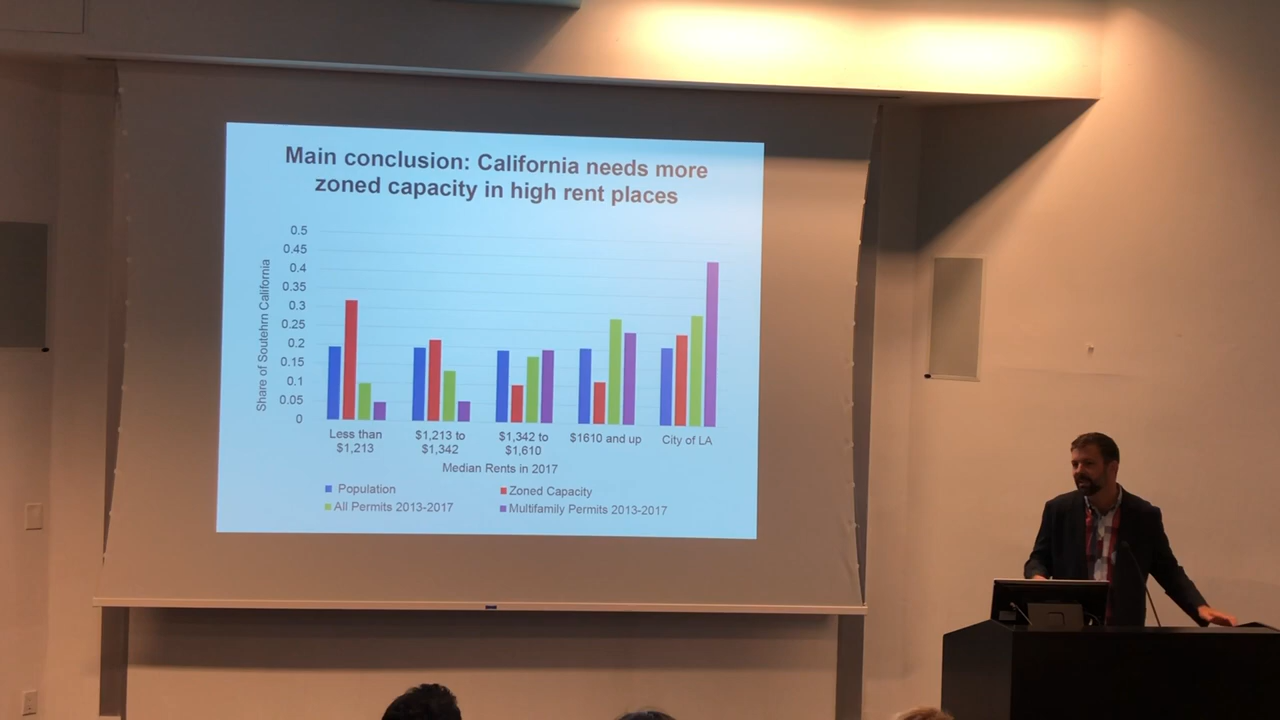 Main conclusion: California needs more
zoned capacity in high rent places
Share of Soutehrn California
0.5
0.45
0.4
0.35
0.3
0.25
0.2
0.15
0.1
0.05
0
Less than
$1,213
$1,213 to
$1,342
$1,342 to
$1,610
$1610 and up
City of LA
Median Rents in 2017
Population
Zoned Capacity
All Permits 2013-2017
Multifamily Permits 2013-2017